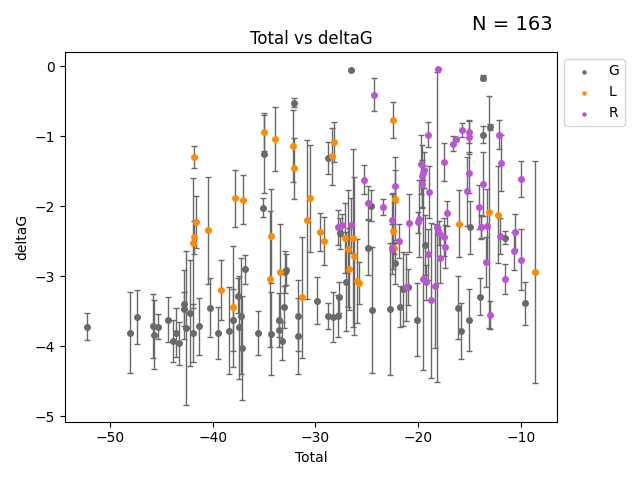 N = 163
Total vs deltaG
G
L
R
deltaG
0
−1
−2
−3
−4
−5
−50 −40 −30 −20 −10
Total